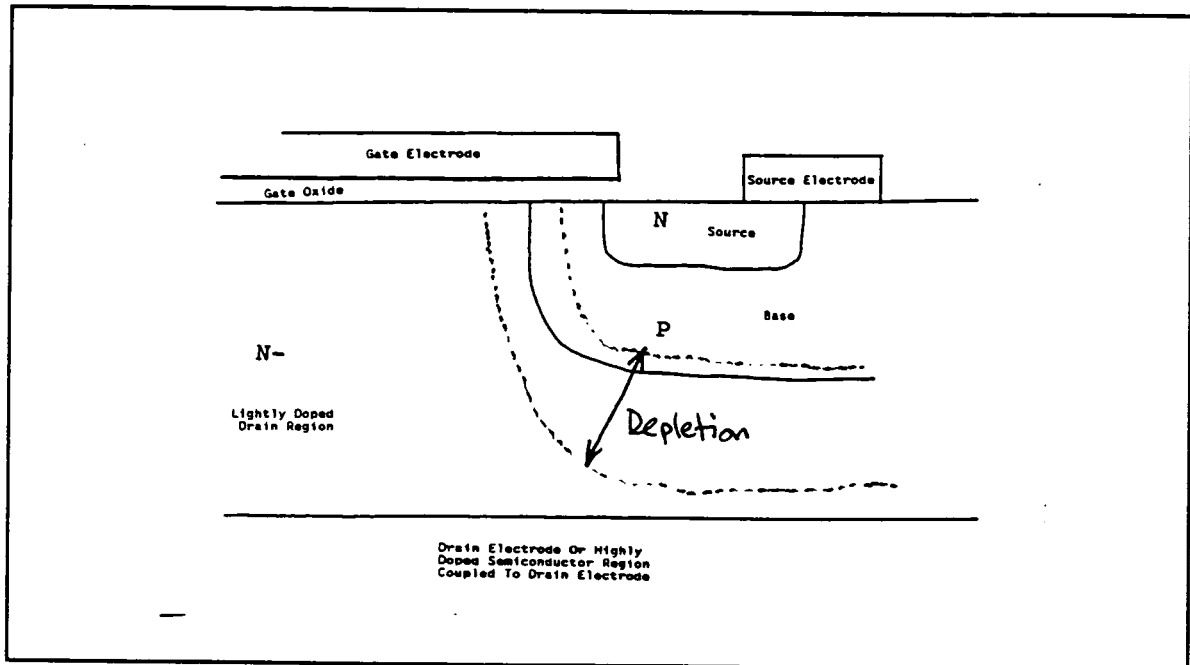 Gate Electrode
Source Electrode
Gate Oxide
N
Source
Base
P
N-
Lightly Doped
Drain Region
Depletion
Drain Electrode Or Highly
Doped Semiconductor Region
Coupled To Drain Electrode